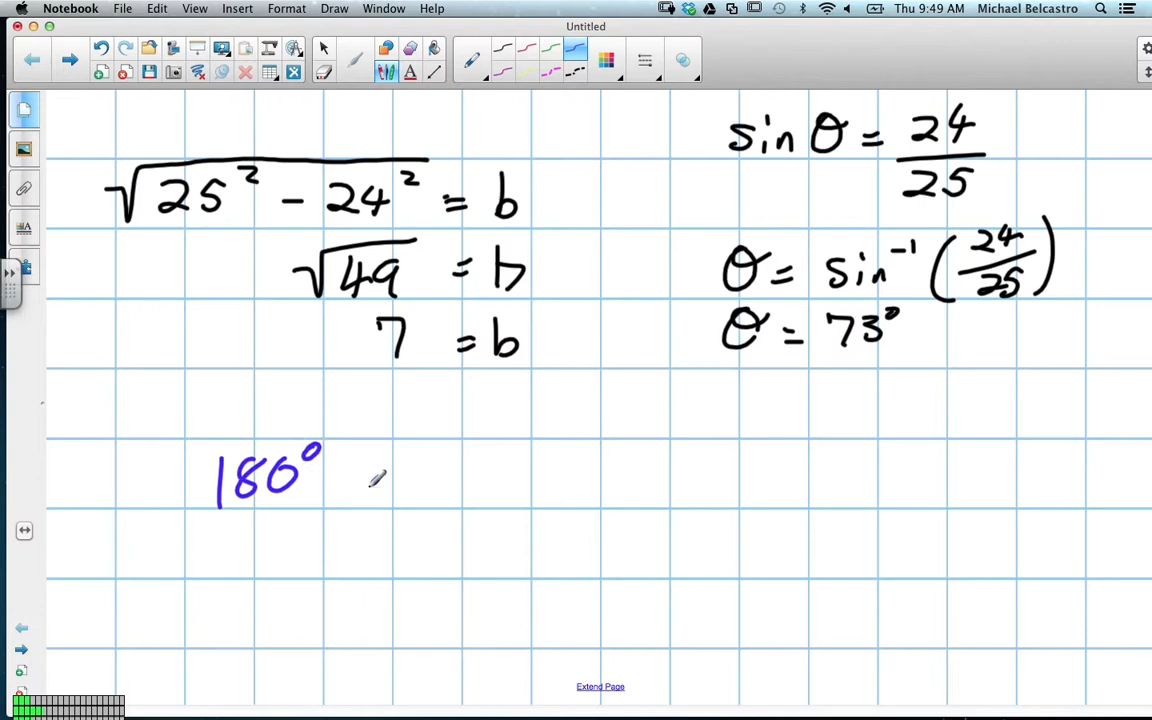 Notebook File Edit View Insert Format Draw Window Help Thu 9:49 AM Michael Belcastro
Untitled
√25² − 24² = b
√49 = b
7 = b
sin θ = 24/25
θ = sin⁻¹ (24/25)
θ = 73°
180°
Extend Page